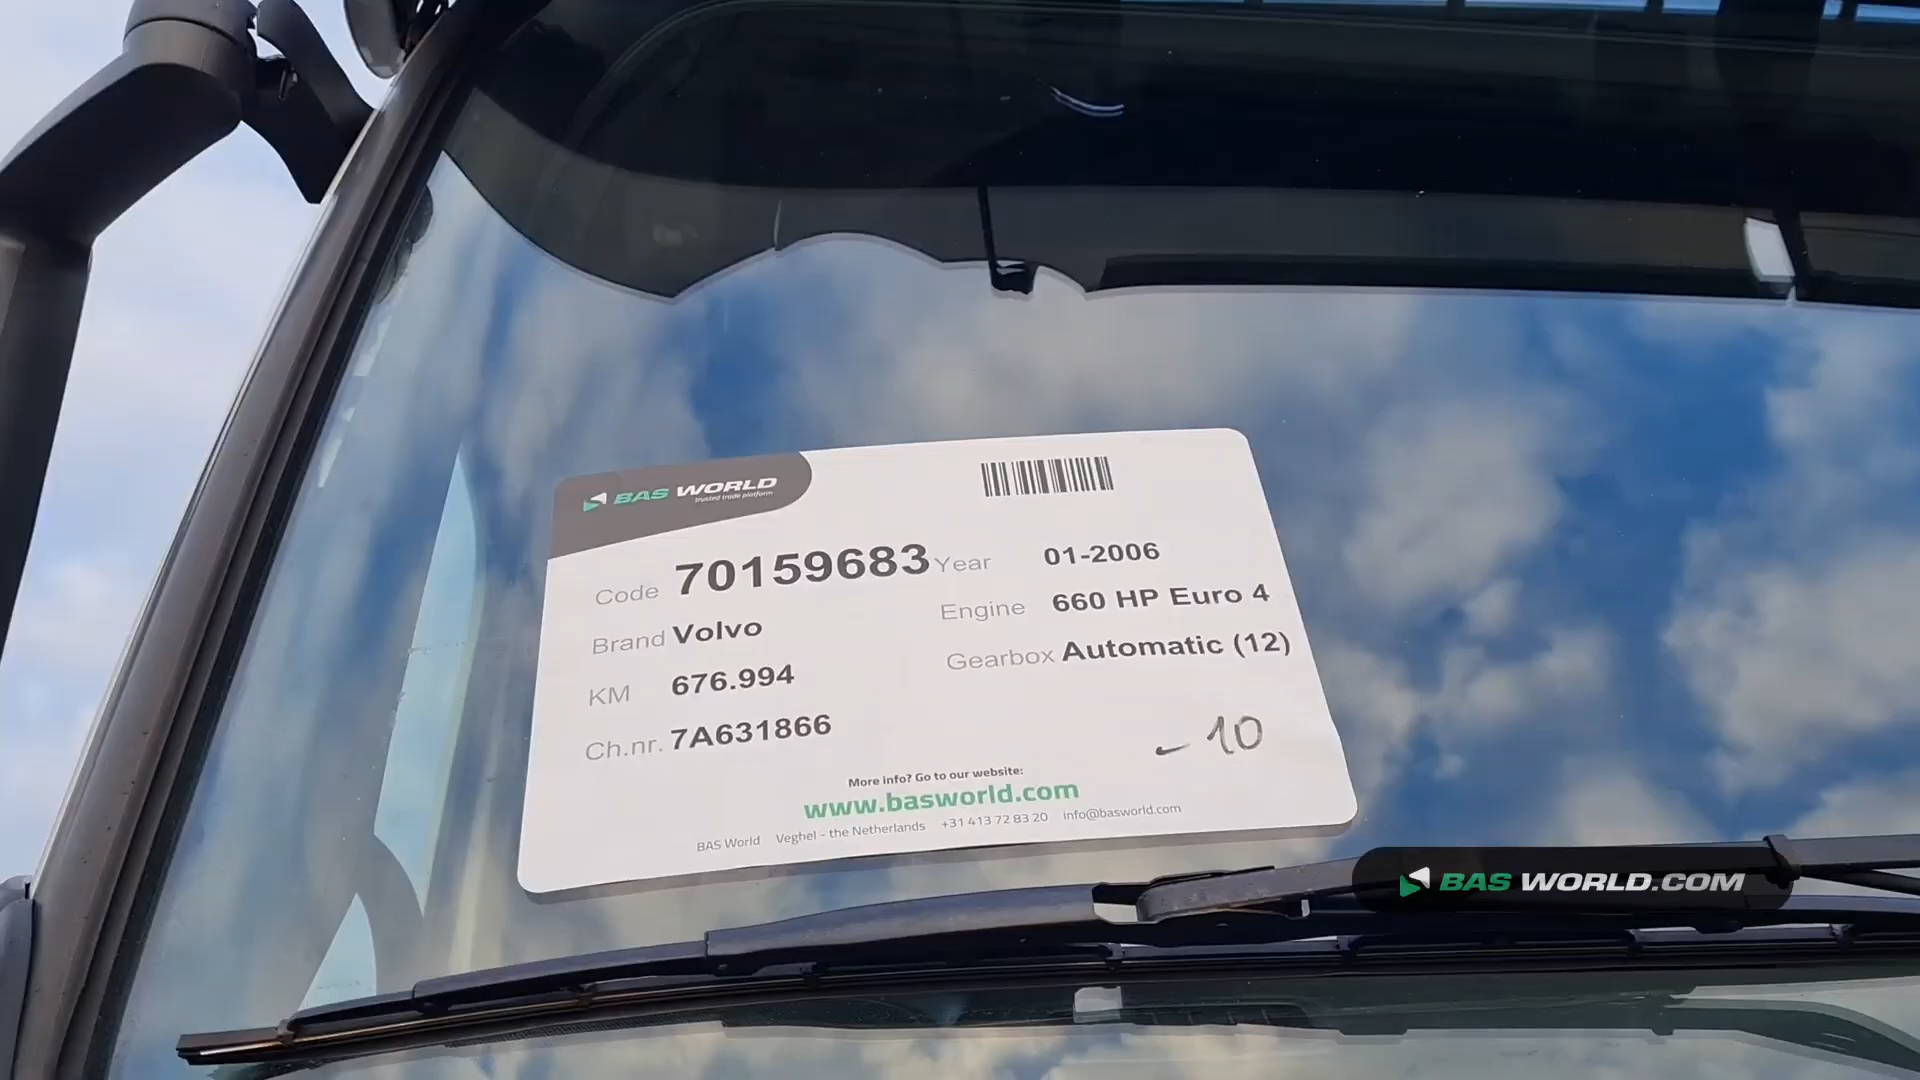 BAS WORLD
trusted trade platform
Code 70159683
Year 01-2006
Brand Volvo
Engine 660 HP Euro 4
KM 676.994
Gearbox Automatic (12)
Ch.nr. 7A631866
- 10
More info? Go to our website:
www.basworld.com
BAS World Veghel - the Netherlands +31 413 72 83 20 info@basworld.com
BAS WORLD.COM